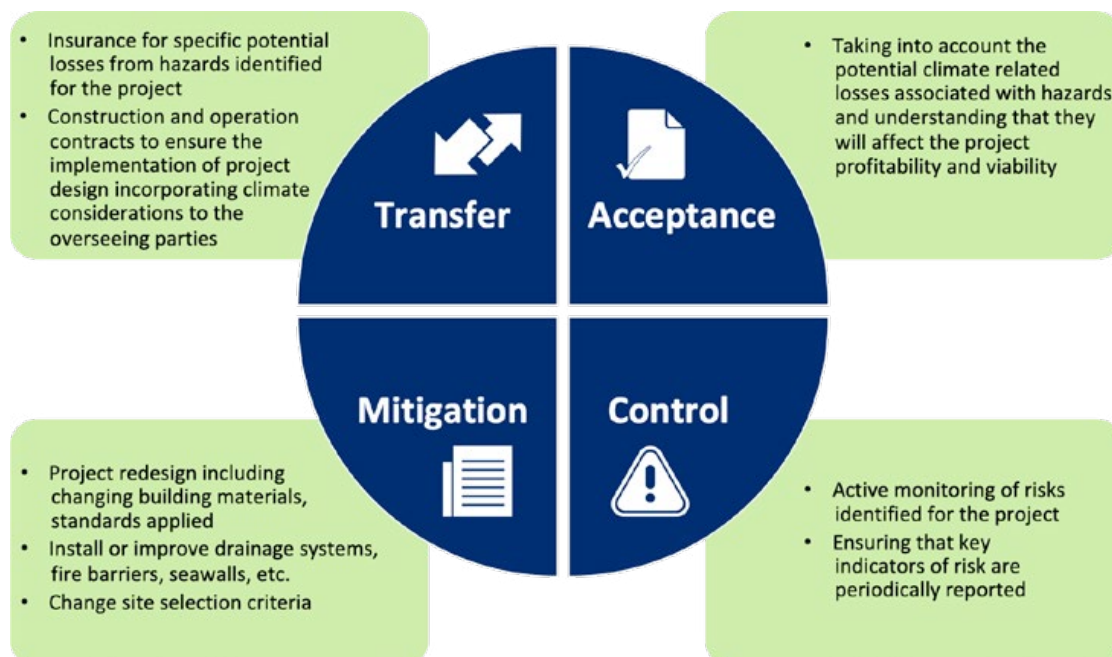 • Insurance for specific potential
losses from hazards identified
for the project
• Construction and operation
contracts to ensure the
implementation of project
design incorporating climate
considerations to the
overseeing parties
Transfer
Acceptance
• Taking into account the
potential climate related
losses associated with hazards
and understanding that they
will affect the project
profitability and viability
Mitigation
Control
• Project redesign including
changing building materials,
standards applied
• Install or improve drainage systems,
fire barriers, seawalls, etc.
• Change site selection criteria
• Active monitoring of risks
identified for the project
• Ensuring that key
indicators of risk are
periodically reported